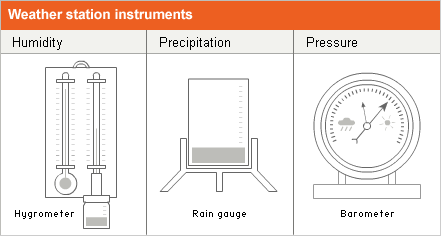 Weather station instruments
Humidity
Precipitation
Pressure
Hygrometer
Rain gauge
Barometer